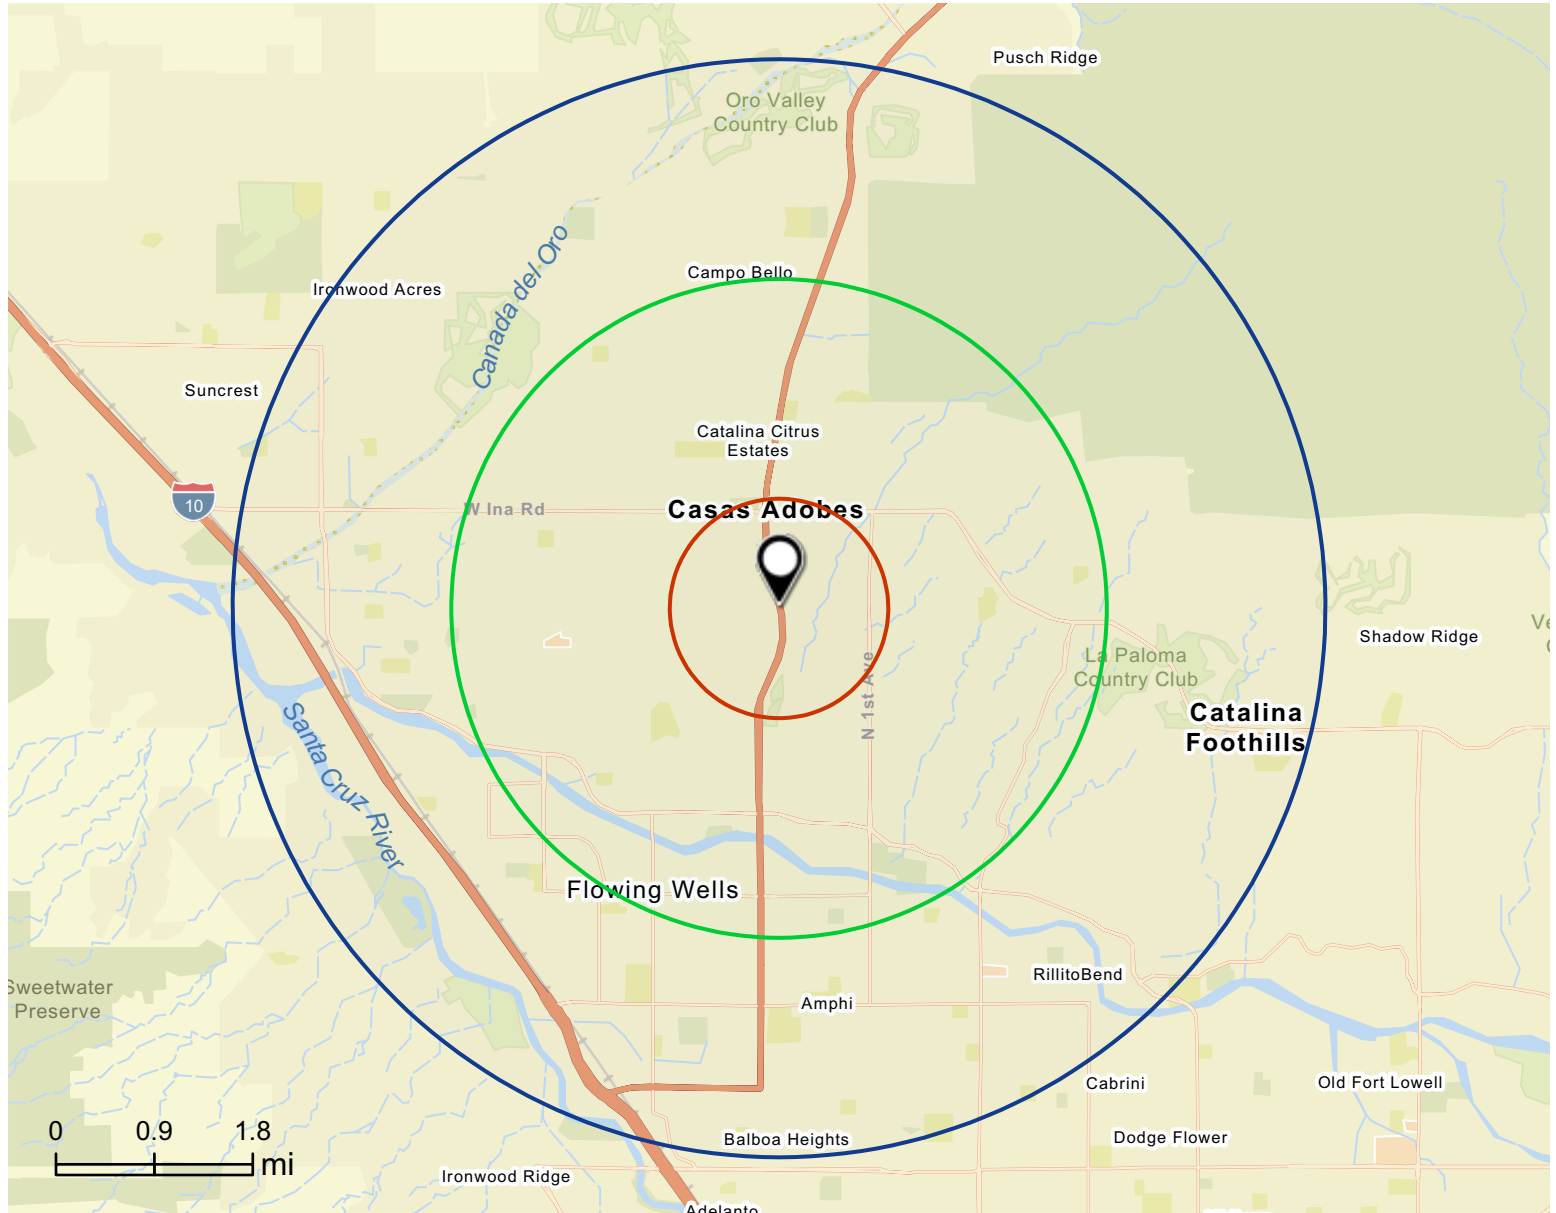 Pusch Ridge
Oro Valley
Country Club
Canada del Oro
Campo Bello
Ironwood Acres
Suncrest
Catalina Citrus
Estates
10
W Ina Rd
Casas Adobes
Shadow Ridge
La Paloma
Country Club
N 1st Ave
Catalina
Foothills
Santa Cruz River
Flowing Wells
RillitoBend
Sweetwater
Preserve
Amphi
Cabrini
Old Fort Lowell
0 0.9 1.8
mi
Balboa Heights
Dodge Flower
Ironwood Ridge
Adelanto